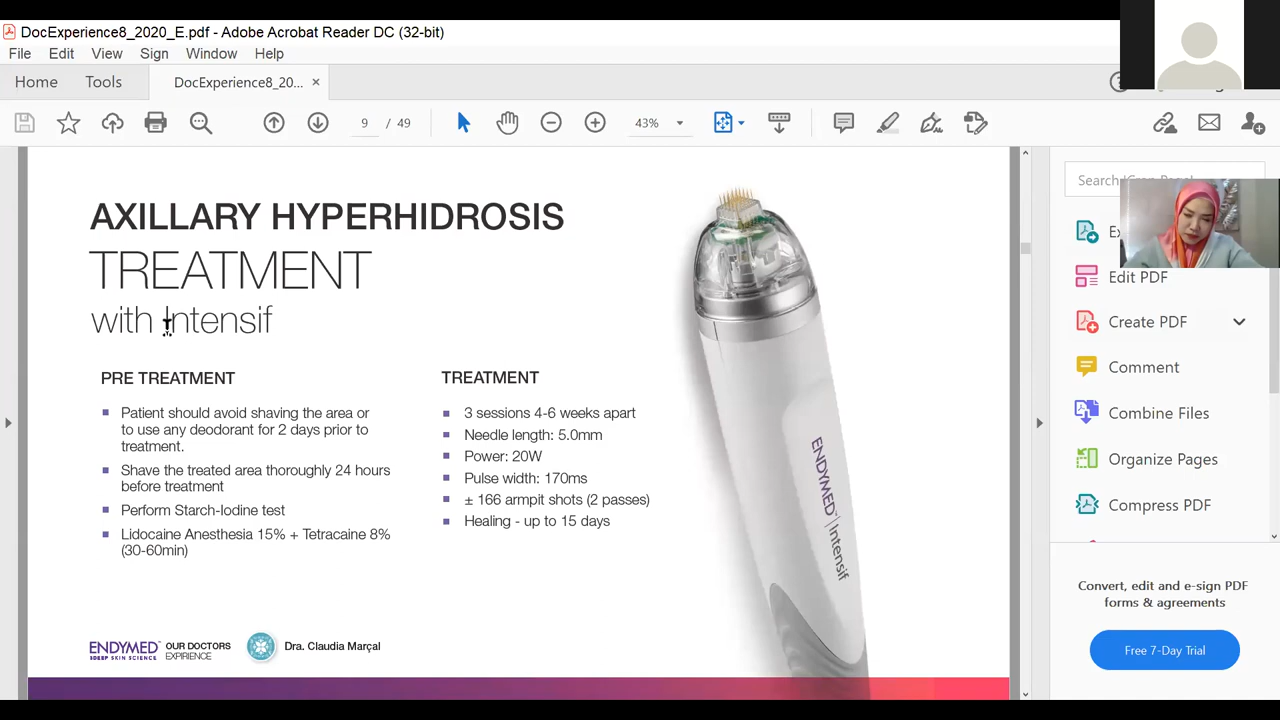 DocExperience8_2020_E.pdf - Adobe Acrobat Reader DC (32-bit)
File Edit View Sign Window Help
Home Tools DocExperience8_20... ×
9 / 49 43%
AXILLARY HYPERHIDROSIS
TREATMENT
with Intensif
PRE TREATMENT
Patient should avoid shaving the area or
to use any deodorant for 2 days prior to
treatment.
Shave the treated area thoroughly 24 hours
before treatment
Perform Starch-Iodine test
Lidocaine Anesthesia 15% + Tetracaine 8%
(30-60min)
TREATMENT
3 sessions 4-6 weeks apart
Needle length: 5.0mm
Power: 20W
Pulse width: 170ms
± 166 armpit shots (2 passes)
Healing - up to 15 days
ENDYMED™ | Intensif
ENDYMED™
3DEEP SKIN SCIENCE
OUR DOCTORS
EXPIRIENCE
Dra. Claudia Marçal
Search
Edit PDF
Create PDF
Comment
Combine Files
Organize Pages
Compress PDF
Convert, edit and e-sign PDF
forms & agreements
Free 7-Day Trial